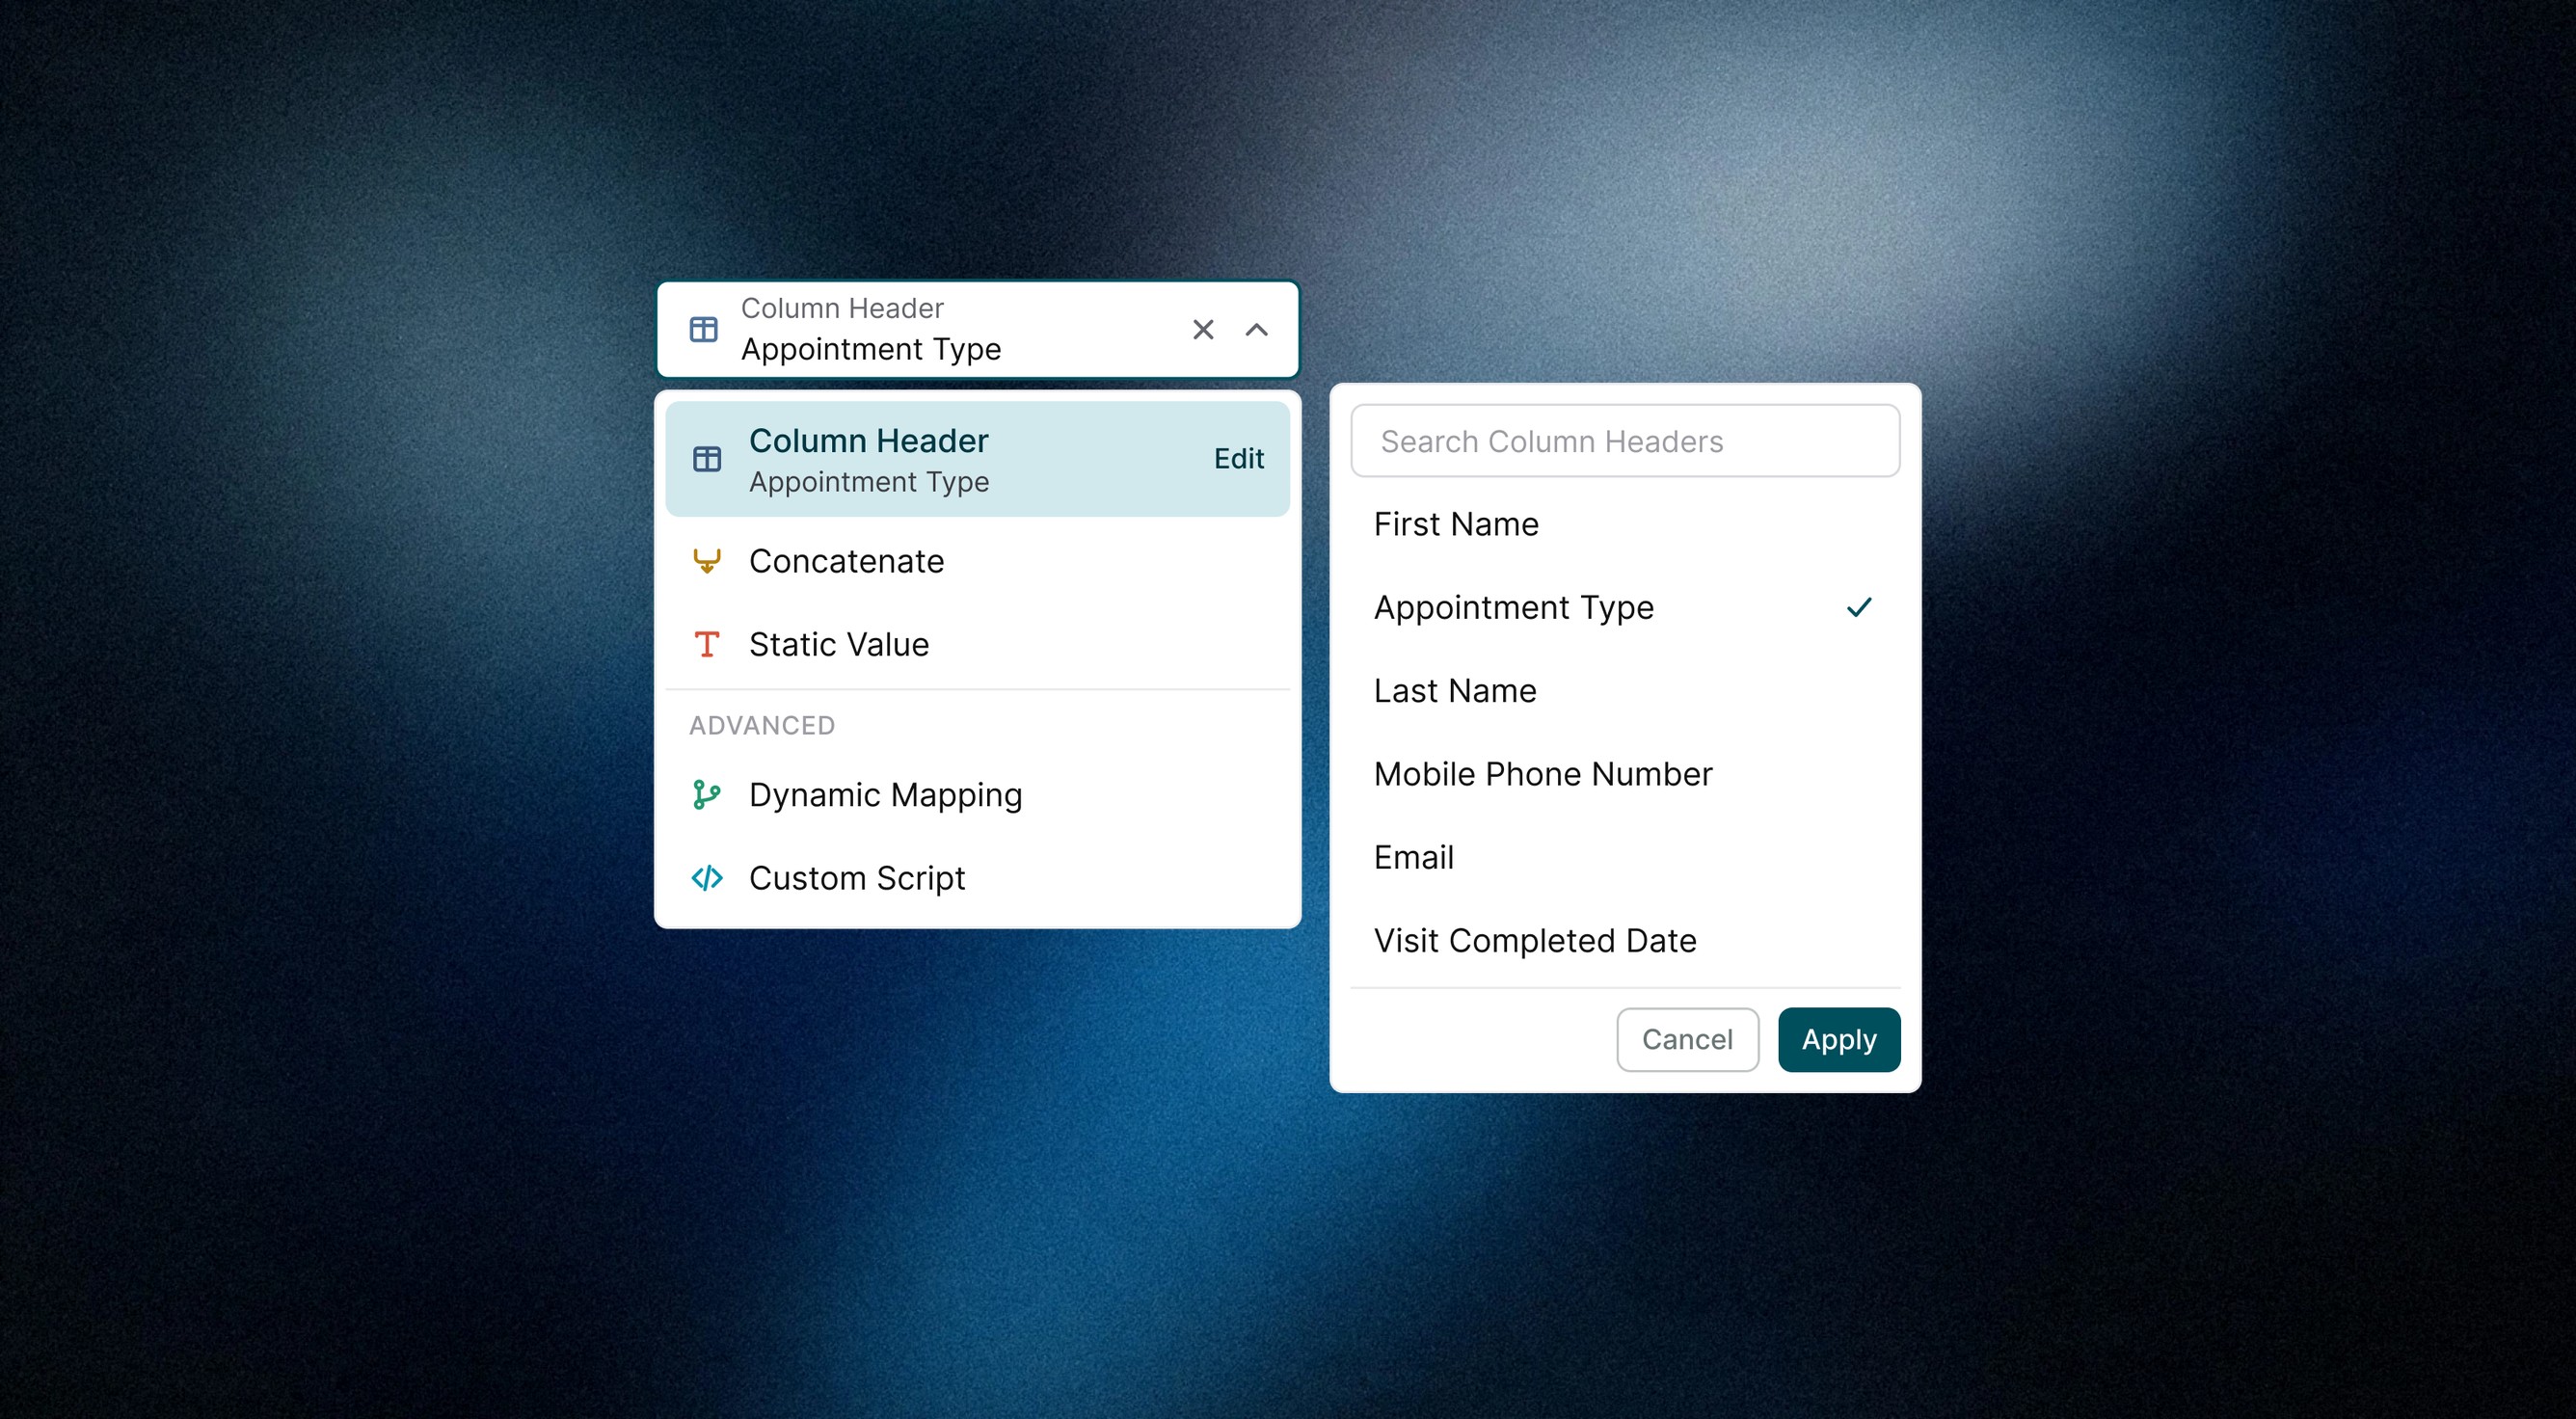 Column Header
Appointment Type
Column Header
Appointment Type
Edit
Concatenate
Static Value
ADVANCED
Dynamic Mapping
Custom Script
Search Column Headers
First Name
Appointment Type
Last Name
Mobile Phone Number
Email
Visit Completed Date
Cancel
Apply